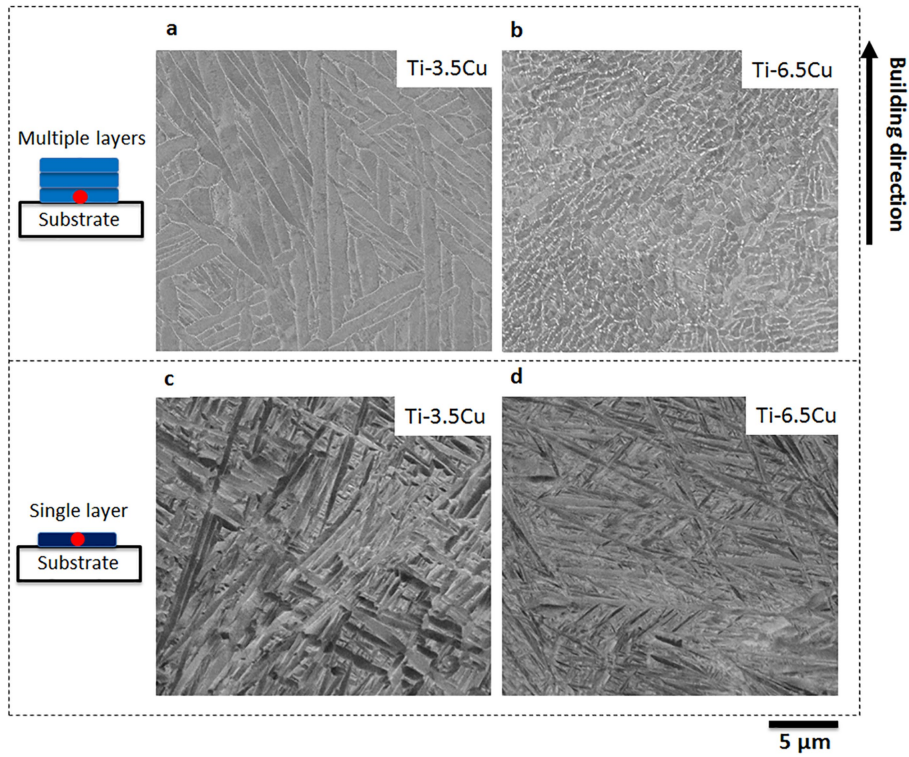 a
b
Ti-3.5Cu
Ti-6.5Cu
Building direction
Multiple layers
Substrate
c
d
Ti-3.5Cu
Ti-6.5Cu
Single layer
Substrate
5 μm